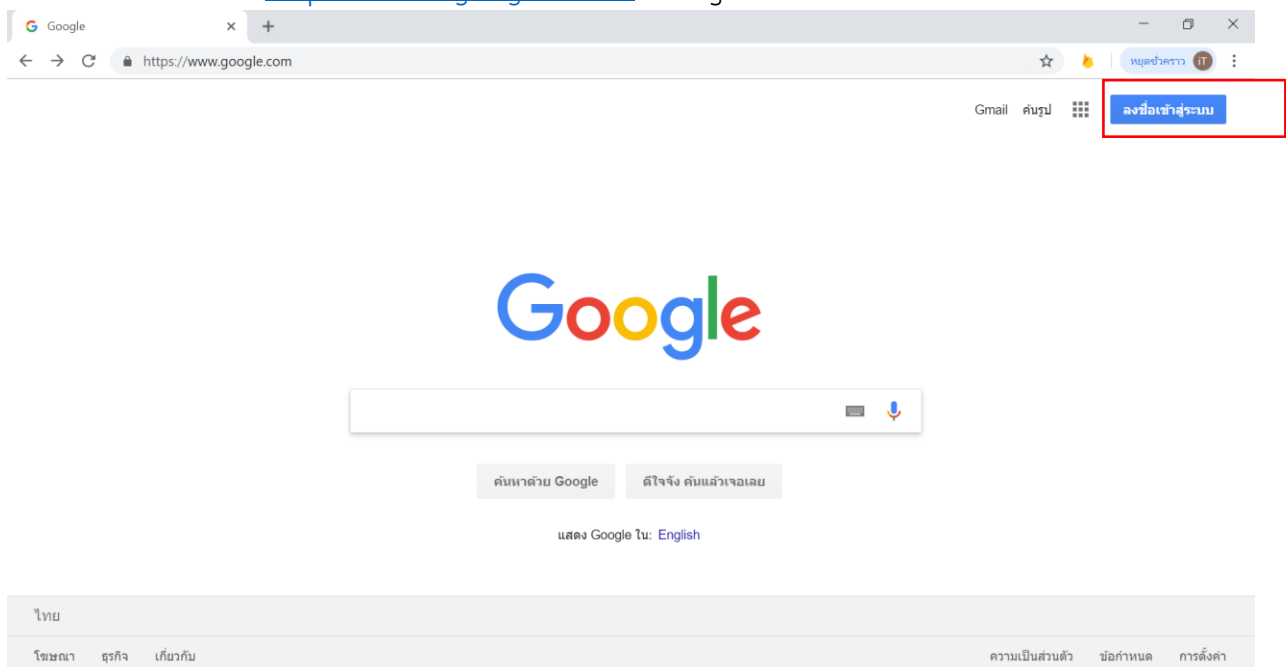 Google
https://www.google.com
หยุดชั่วคราว iT
Gmail ค้นรูป ลงชื่อเข้าสู่ระบบ
Google
ค้นหาด้วย Google ดีใจจัง ค้นแล้วเจอเลย
แสดง Google ใน: English
ไทย
โฆษณา ธุรกิจ เกี่ยวกับ ความเป็นส่วนตัว ข้อกำหนด การตั้งค่า